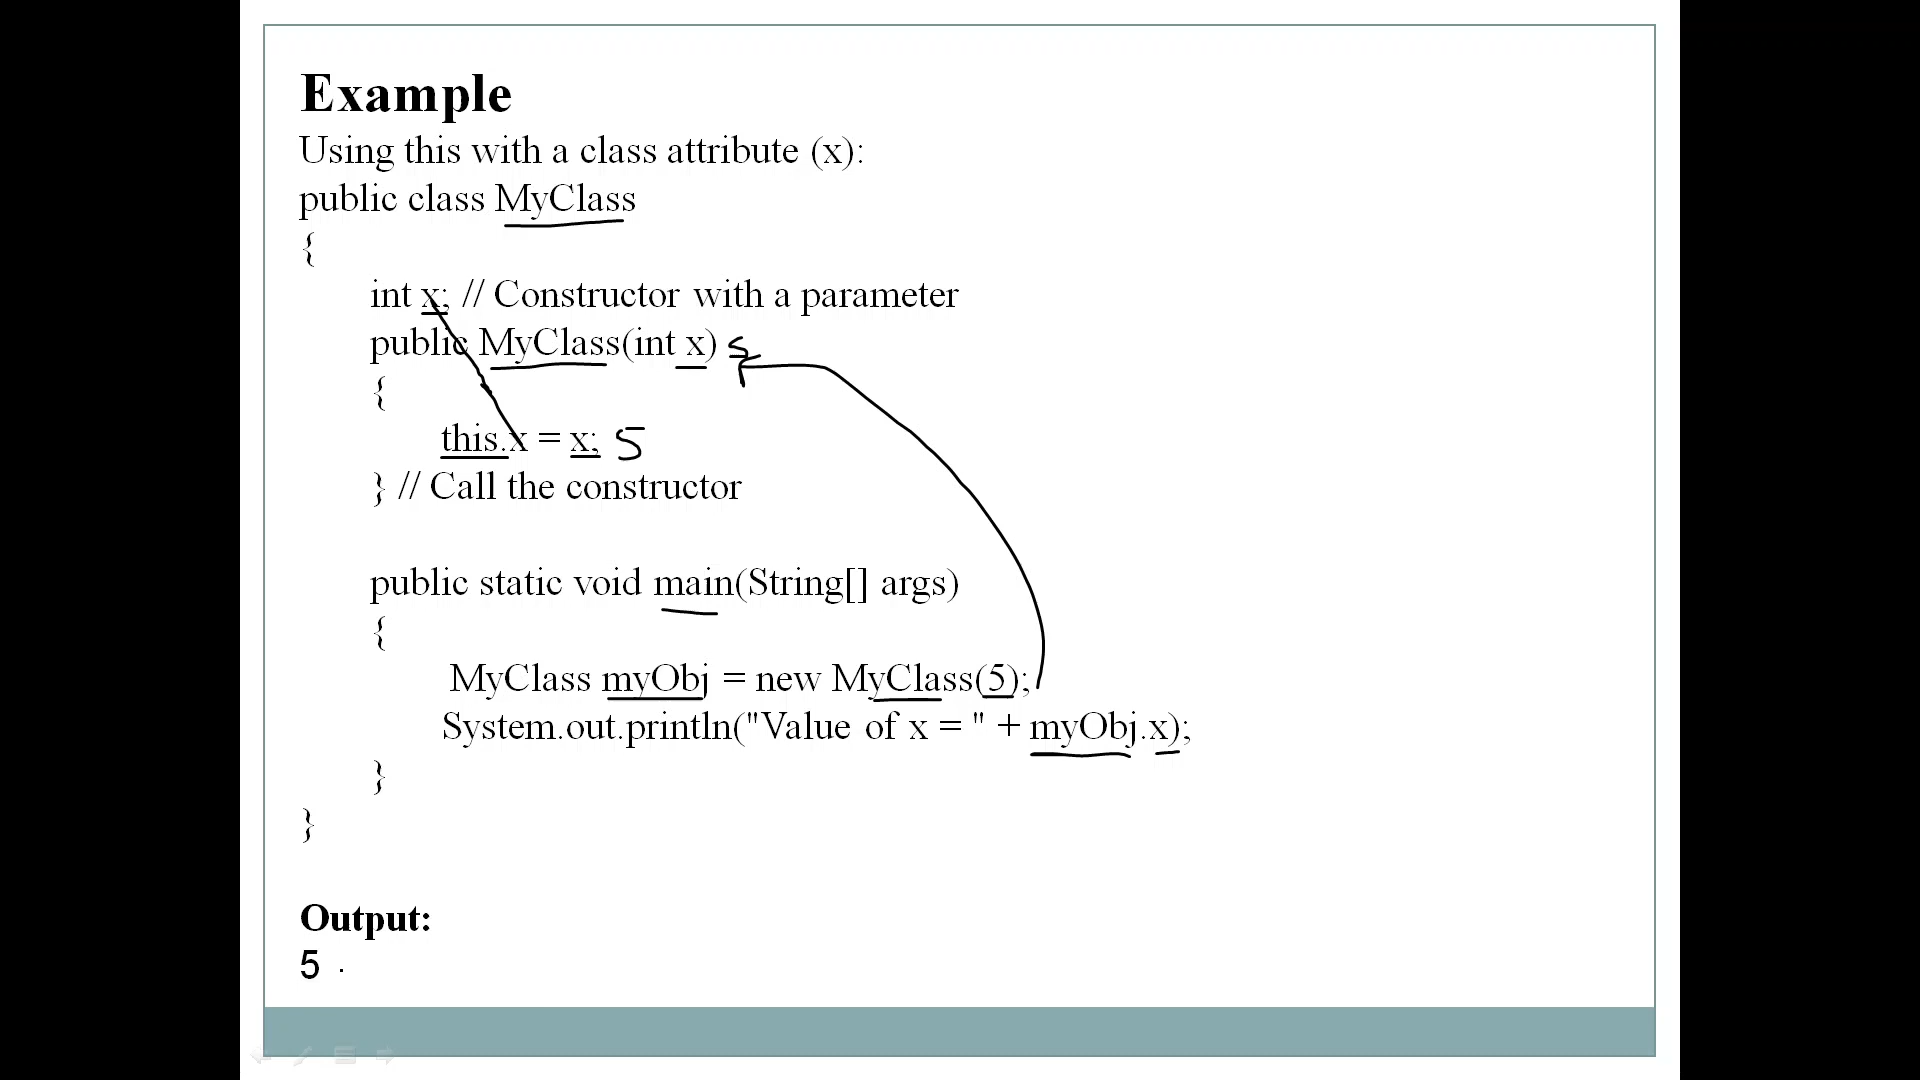 Example
Using this with a class attribute (x):
public class MyClass
{
int x; // Constructor with a parameter
public MyClass(int x) 5
{
this.x = x; 5
} // Call the constructor
public static void main(String[] args)
{
MyClass myObj = new MyClass(5);
System.out.println("Value of x = " + myObj.x);
}
}
Output:
5